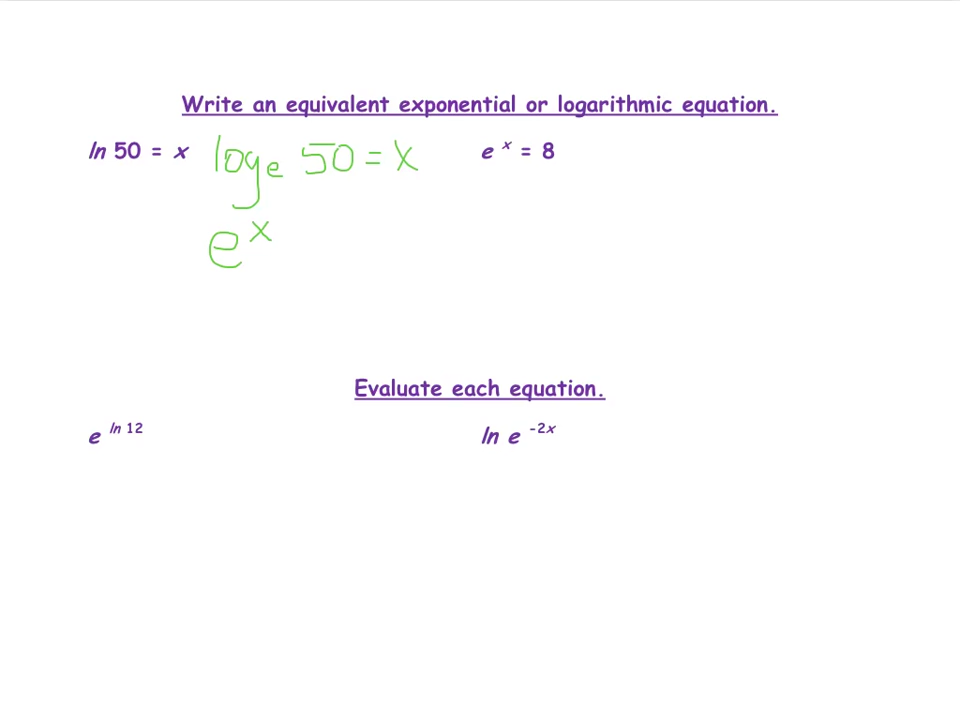 Write an equivalent exponential or logarithmic equation.
ln 50 = x log_e 50 = x e^x = 8
e^x
Evaluate each equation.
e^ln 12 ln e^-2x